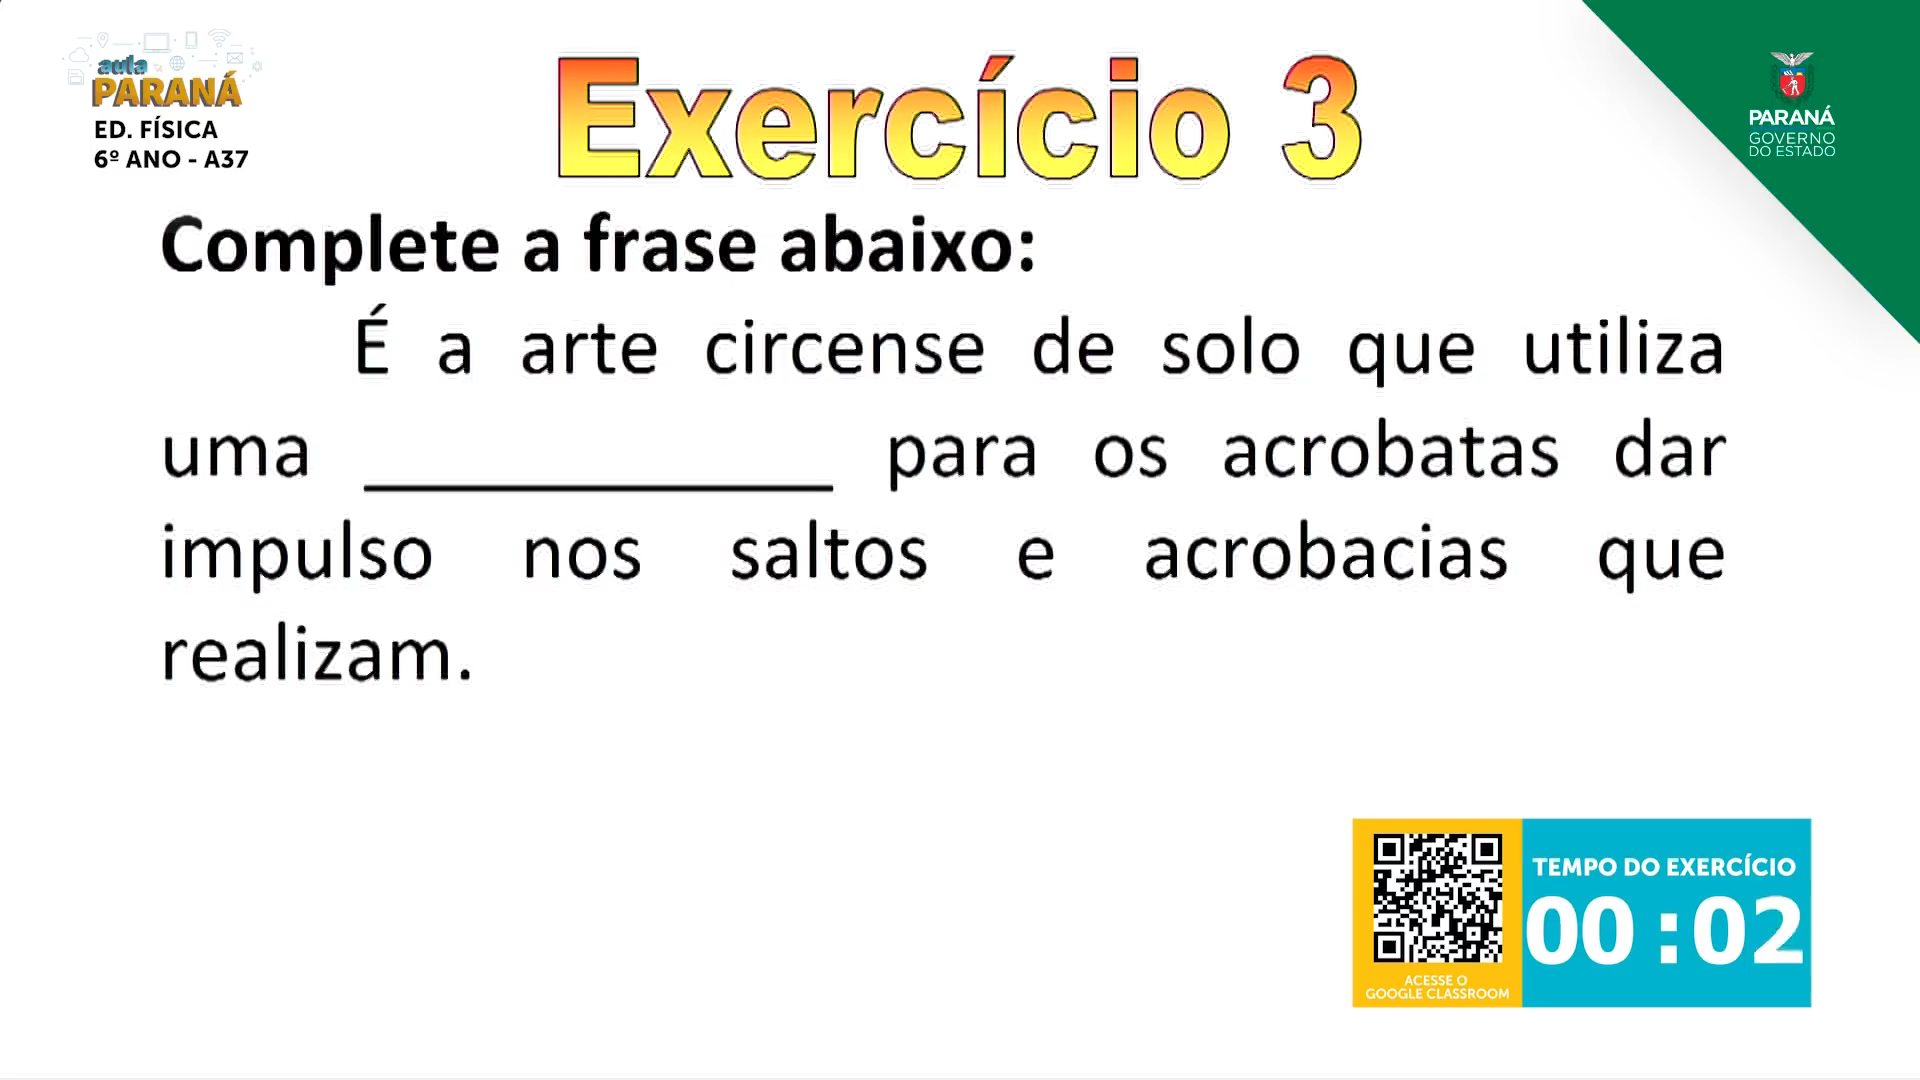 aula
PARANÁ
ED. FÍSICA
6º ANO - A37
Exercício 3
PARANÁ
GOVERNO
DO ESTADO
Complete a frase abaixo:
É a arte circense de solo que utiliza
uma ____________ para os acrobatas dar
impulso nos saltos e acrobacias que
realizam.
TEMPO DO EXERCÍCIO
00:02
ACESSE O
GOOGLE CLASSROOM